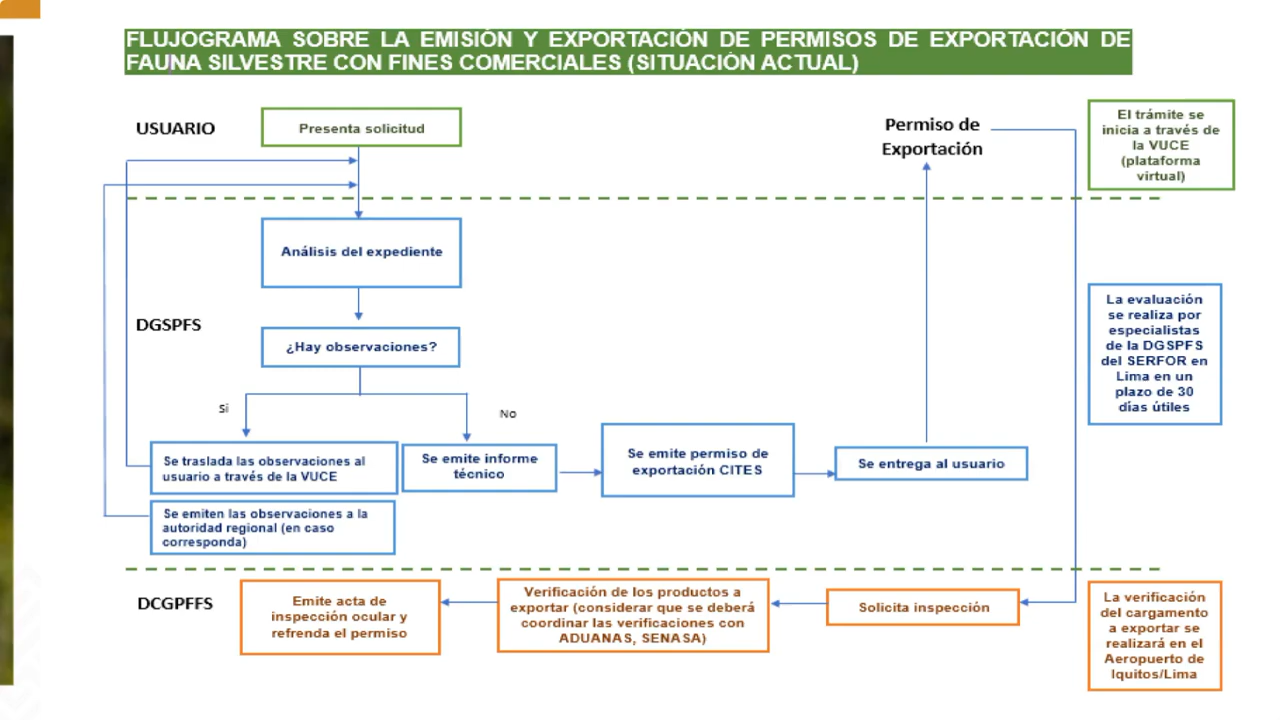 FLUJOGRAMA SOBRE LA EMISIÓN Y EXPORTACIÓN DE PERMISOS DE EXPORTACIÓN DE
FAUNA SILVESTRE CON FINES COMERCIALES (SITUACIÓN ACTUAL)
USUARIO
Presenta solicitud
Permiso de
Exportación
El trámite se
inicia a través de
la VUCE
(plataforma
virtual)
Análisis del expediente
DGSPFS
¿Hay observaciones?
La evaluación
se realiza por
especialistas
de la DGSPFS
del SERFOR en
Lima en un
plazo de 30
días útiles
Si
No
Se traslada las observaciones al
usuario a través de la VUCE
Se emite informe
técnico
Se emite permiso de
exportación CITES
Se entrega al usuario
Se emiten las observaciones a la
autoridad regional (en caso
corresponda)
DCGPFFS
Emite acta de
inspección ocular y
refrenda el permiso
Verificación de los productos a
exportar (considerar que se deberá
coordinar las verificaciones con
ADUANAS, SENASA)
Solicita inspección
La verificación
del cargamento
a exportar se
realizará en el
Aeropuerto de
Iquitos/Lima